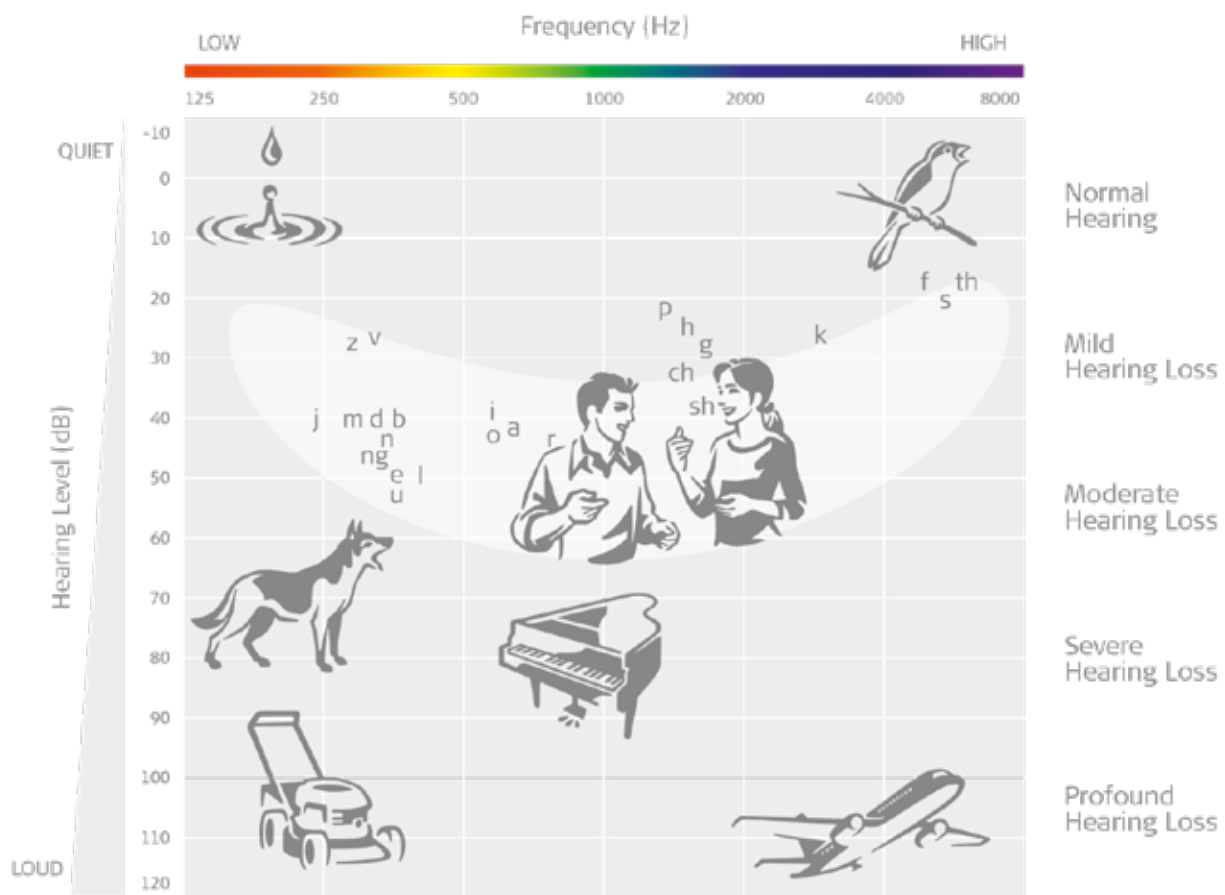 Frequency (Hz)
LOW HIGH
125 250 500 1000 2000 4000 8000
-10
QUIET
0
Normal
Hearing
10
f th
20
s
p
h
z v
g
k
30
Mild
Hearing Loss
ch
sh
40
j m d b
i
o a
r
n
ng
50
e l
u
Moderate
Hearing Loss
60
70
80
Severe
Hearing Loss
90
100
Profound
Hearing Loss
110
LOUD
120
Hearing Level (dB)